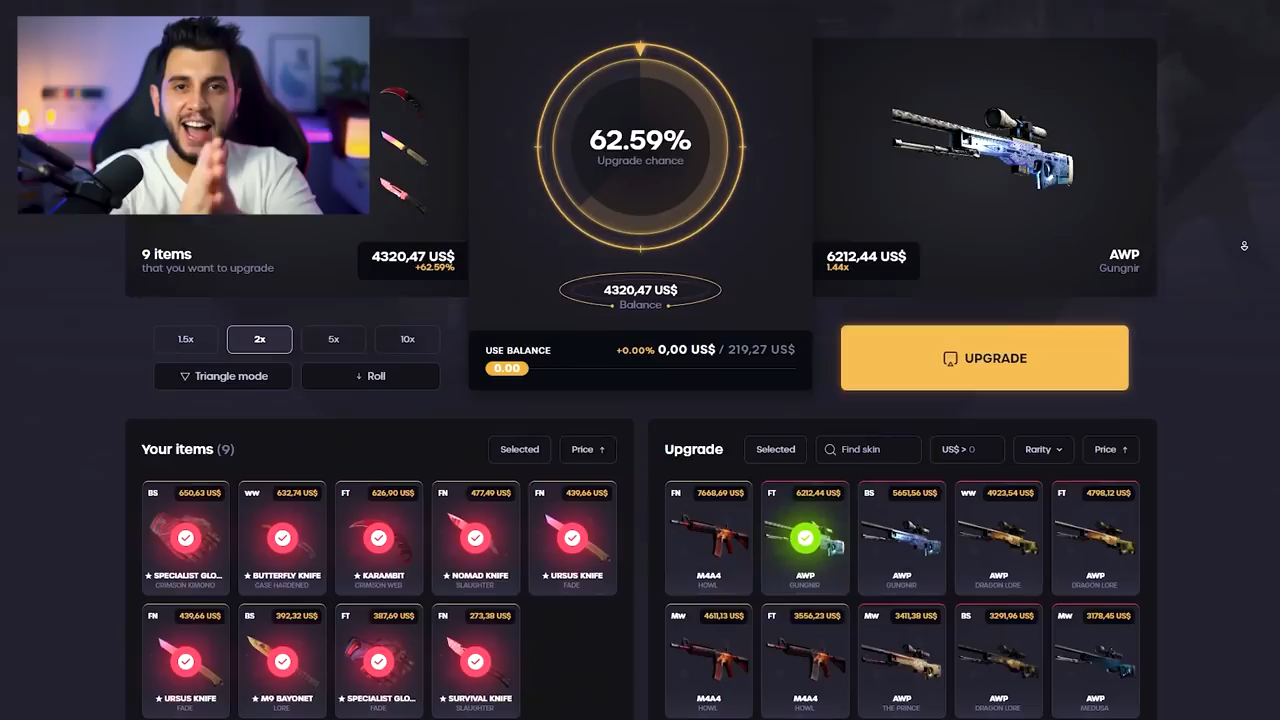 62.59%
Upgrade chance
9 items
that you want to upgrade
4320,47 US$
+62.59%
6212,44 US$
1.44x
AWP
Gungnir
4320,47 US$
Balance
1.5x 2x 5x 10x
Triangle mode Roll
USE BALANCE +0.00% 0,00 US$ / 219,27 US$
0.00
UPGRADE
Your items (9) Selected Price
BS 650,63 US$ WW 632,74 US$ FT 626,90 US$ FN 477,49 US$ FN 439,66 US$
★ SPECIALIST GLO... ★ BUTTERFLY KNIFE ★ KARAMBIT ★ NOMAD KNIFE ★ URSUS KNIFE
CRIMSON KIMONO CASE HARDENED CRIMSON WEB SLAUGHTER FADE
FN 439,66 US$ BS 392,32 US$ FT 387,69 US$ FN 273,38 US$
★ URSUS KNIFE ★ M9 BAYONET ★ SPECIALIST GLO... ★ SURVIVAL KNIFE
FADE LORE FADE SLAUGHTER
Upgrade Selected Find skin US$ > 0 Rarity Price
FN 7668,69 US$ FT 6212,44 US$ BS 5651,56 US$ WW 4923,54 US$ FT 4798,12 US$
M4A4 AWP AWP AWP AWP
HOWL GUNGNIR GUNGNIR DRAGON LORE DRAGON LORE
MW 4611,13 US$ FT 3556,23 US$ MW 3411,38 US$ BS 3291,96 US$ MW 3178,45 US$
M4A4 M4A4 AWP AWP AWP
HOWL HOWL THE PRINCE DRAGON LORE MEDUSA